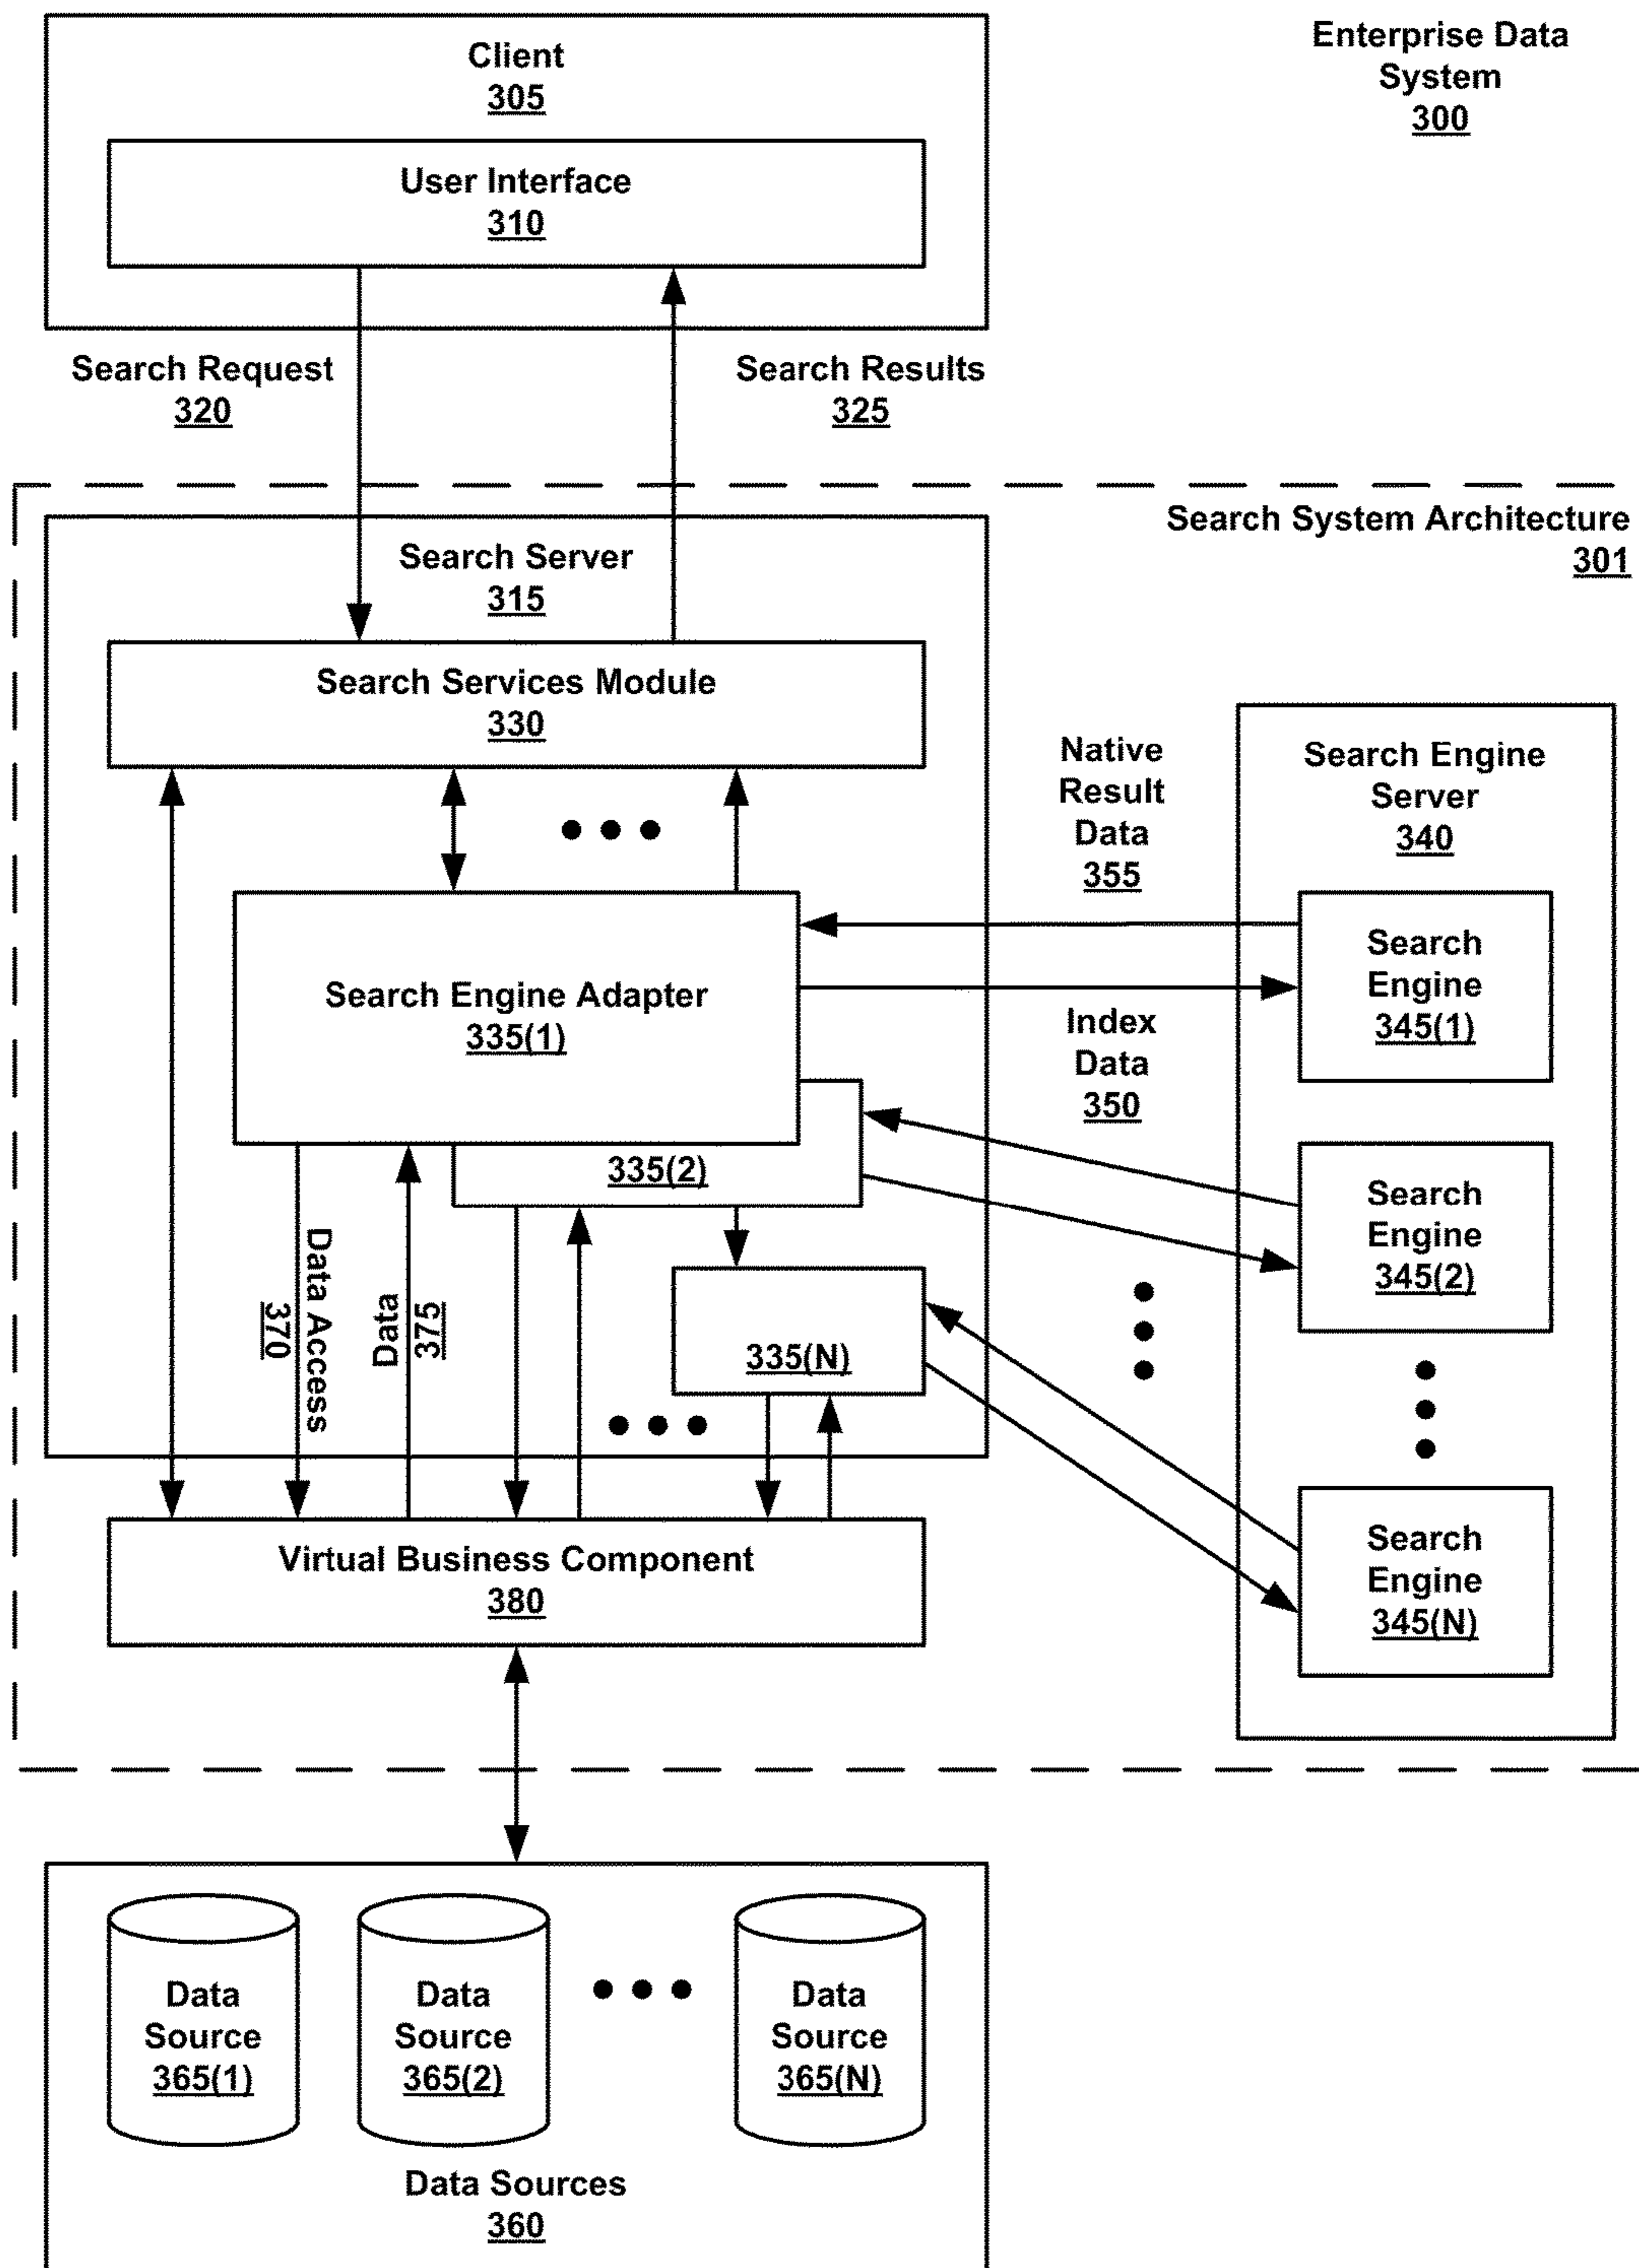 Client
305
Enterprise Data
System
300
User Interface
310
Search Request
320
Search Results
325
Search System Architecture
301
Search Server
315
Search Services Module
330
Native
Result
Data
355
Search Engine
Server
340
Search
Engine
345(1)
Search Engine Adapter
335(1)
Index
Data
350
335(2)
Search
Engine
345(2)
Data Access
370
Data
375
335(N)
Search
Engine
345(N)
Virtual Business Component
380
Data
Source
365(1)
Data
Source
365(2)
Data
Source
365(N)
Data Sources
360